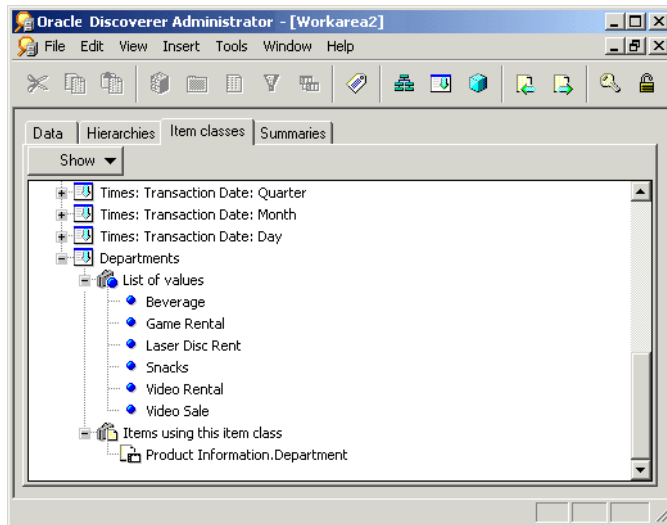 Oracle Discoverer Administrator - [Workarea2]
File Edit View Insert Tools Window Help
Data Hierarchies Item classes Summaries
Show
Times: Transaction Date: Quarter
Times: Transaction Date: Month
Times: Transaction Date: Day
Departments
List of values
Beverage
Game Rental
Laser Disc Rent
Snacks
Video Rental
Video Sale
Items using this item class
Product Information.Department